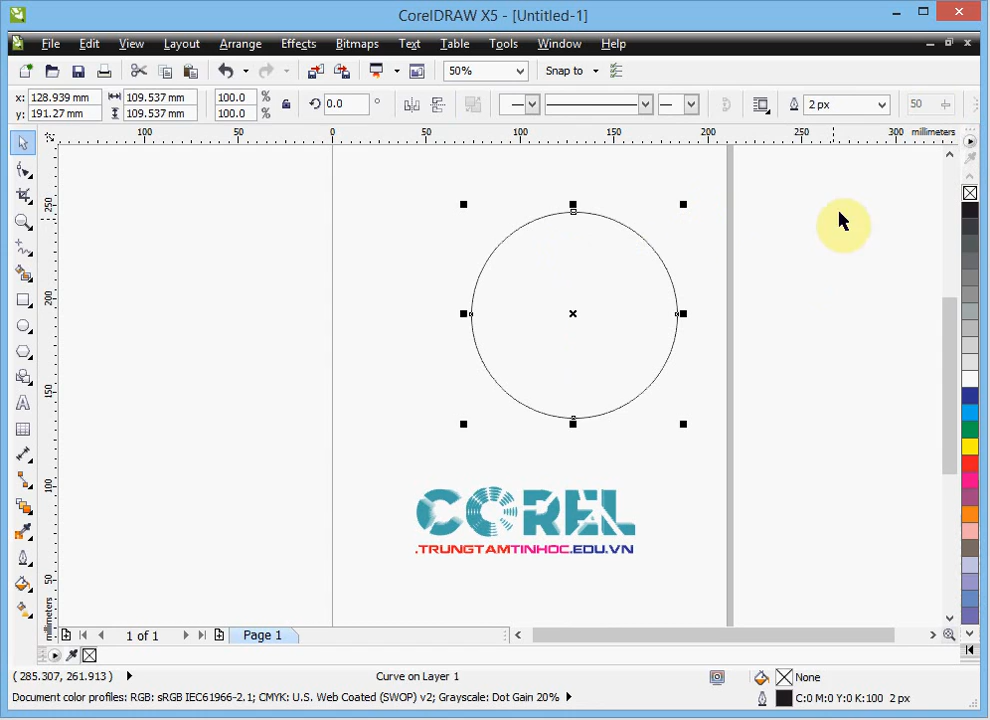 CorelDRAW X5 - [Untitled-1]
File Edit View Layout Arrange Effects Bitmaps Text Table Tools Window Help
50% Snap to
x: 128.939 mm 109.537 mm 100.0 % 0.0 ° 2 px 50
y: 191.27 mm 109.537 mm 100.0 %
100 50 0 50 100 150 200 250 300 millimeters
250
200
150
100
50
millimeters
COREL
.TRUNGTAMTINHOC.EDU.VN
1 of 1 Page 1
( 285.307, 261.913 ) Curve on Layer 1 None
Document color profiles: RGB: sRGB IEC61966-2.1; CMYK: U.S. Web Coated (SWOP) v2; Grayscale: Dot Gain 20% C:0 M:0 Y:0 K:100 2 px